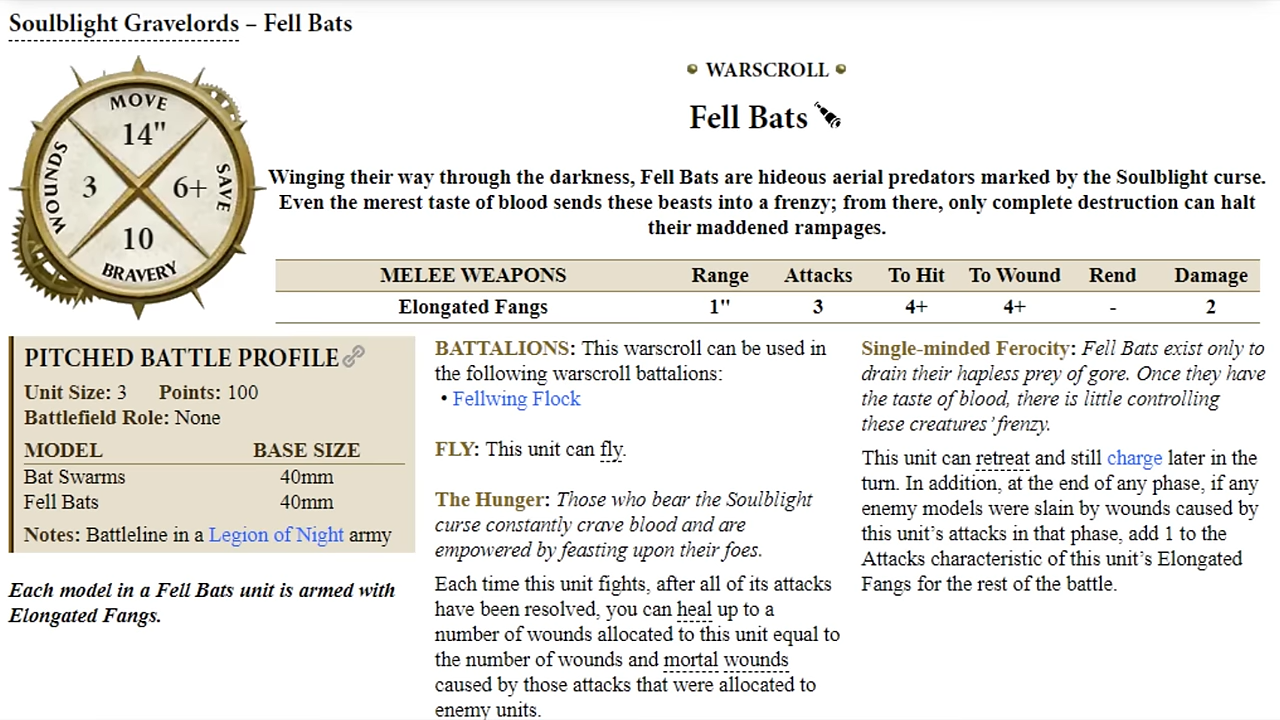 Soulblight Gravelords – Fell Bats
MOVE
14"
WOUNDS
3
6+
SAVE
10
BRAVERY
WARSCROLL
Fell Bats
Winging their way through the darkness, Fell Bats are hideous aerial predators marked by the Soulblight curse.
Even the merest taste of blood sends these beasts into a frenzy; from there, only complete destruction can halt
their maddened rampages.
MELEE WEAPONS Range Attacks To Hit To Wound Rend Damage
Elongated Fangs 1" 3 4+ 4+ - 2
PITCHED BATTLE PROFILE
Unit Size: 3 Points: 100
Battlefield Role: None
MODEL BASE SIZE
Bat Swarms 40mm
Fell Bats 40mm
Notes: Battleline in a Legion of Night army
Each model in a Fell Bats unit is armed with
Elongated Fangs.
BATTALIONS: This warscroll can be used in
the following warscroll battalions:
• Fellwing Flock
FLY: This unit can fly.
The Hunger: Those who bear the Soulblight
curse constantly crave blood and are
empowered by feasting upon their foes.
Each time this unit fights, after all of its attacks
have been resolved, you can heal up to a
number of wounds allocated to this unit equal to
the number of wounds and mortal wounds
caused by those attacks that were allocated to
enemy units.
Single-minded Ferocity: Fell Bats exist only to
drain their hapless prey of gore. Once they have
the taste of blood, there is little controlling
these creatures' frenzy.
This unit can retreat and still charge later in the
turn. In addition, at the end of any phase, if any
enemy models were slain by wounds caused by
this unit's attacks in that phase, add 1 to the
Attacks characteristic of this unit's Elongated
Fangs for the rest of the battle.